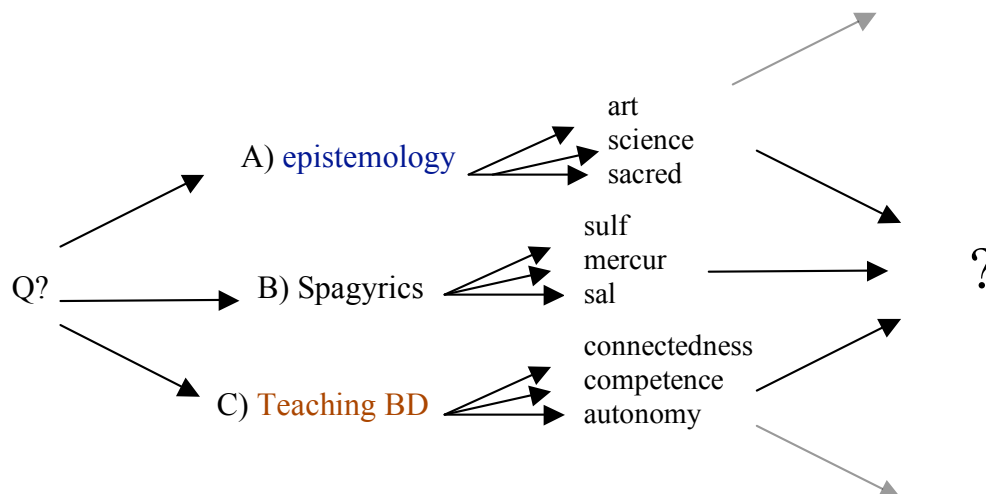 Q?
A) epistemology
art
science
sacred
B) Spagyrics
sulf
mercur
sal
C) Teaching BD
connectedness
competence
autonomy
?